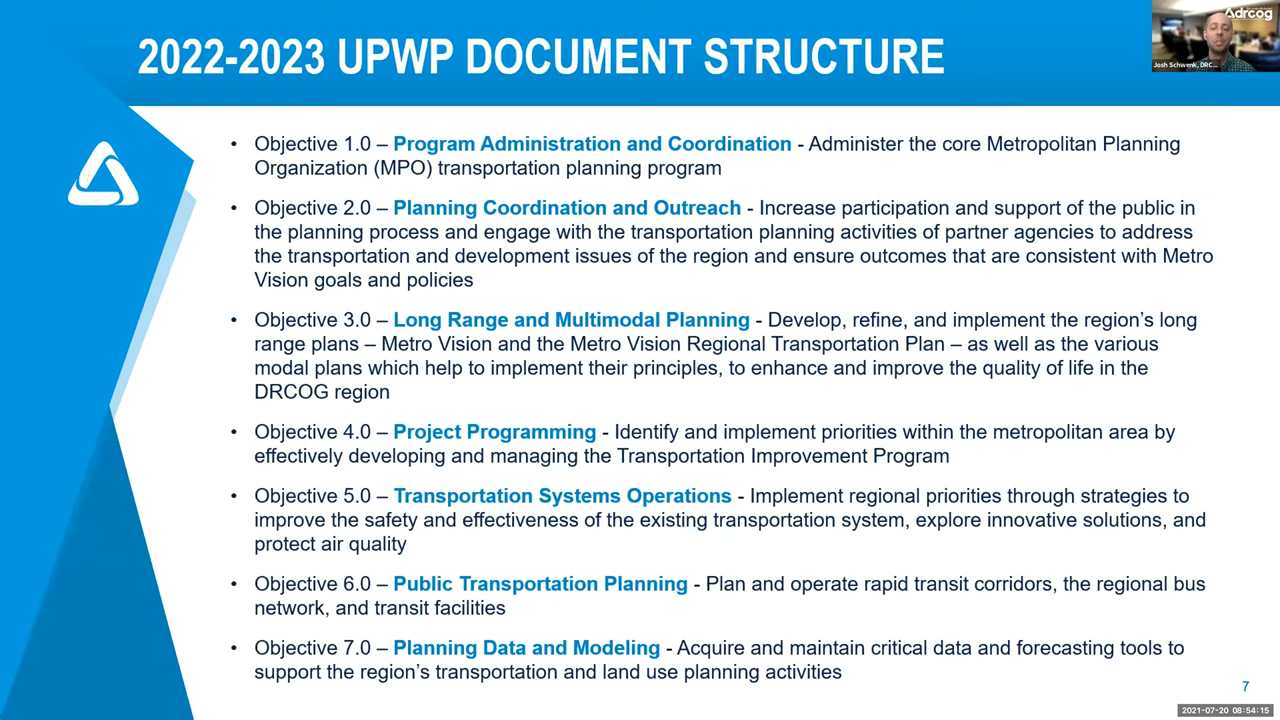 2022-2023 UPWP DOCUMENT STRUCTURE
drcog
Josh Schwenk, DRC...
• Objective 1.0 – Program Administration and Coordination - Administer the core Metropolitan Planning
Organization (MPO) transportation planning program
• Objective 2.0 – Planning Coordination and Outreach - Increase participation and support of the public in
the planning process and engage with the transportation planning activities of partner agencies to address
the transportation and development issues of the region and ensure outcomes that are consistent with Metro
Vision goals and policies
• Objective 3.0 – Long Range and Multimodal Planning - Develop, refine, and implement the region’s long
range plans – Metro Vision and the Metro Vision Regional Transportation Plan – as well as the various
modal plans which help to implement their principles, to enhance and improve the quality of life in the
DRCOG region
• Objective 4.0 – Project Programming - Identify and implement priorities within the metropolitan area by
effectively developing and managing the Transportation Improvement Program
• Objective 5.0 – Transportation Systems Operations - Implement regional priorities through strategies to
improve the safety and effectiveness of the existing transportation system, explore innovative solutions, and
protect air quality
• Objective 6.0 – Public Transportation Planning - Plan and operate rapid transit corridors, the regional bus
network, and transit facilities
• Objective 7.0 – Planning Data and Modeling - Acquire and maintain critical data and forecasting tools to
support the region’s transportation and land use planning activities
7
2021-07-20 08:54:15